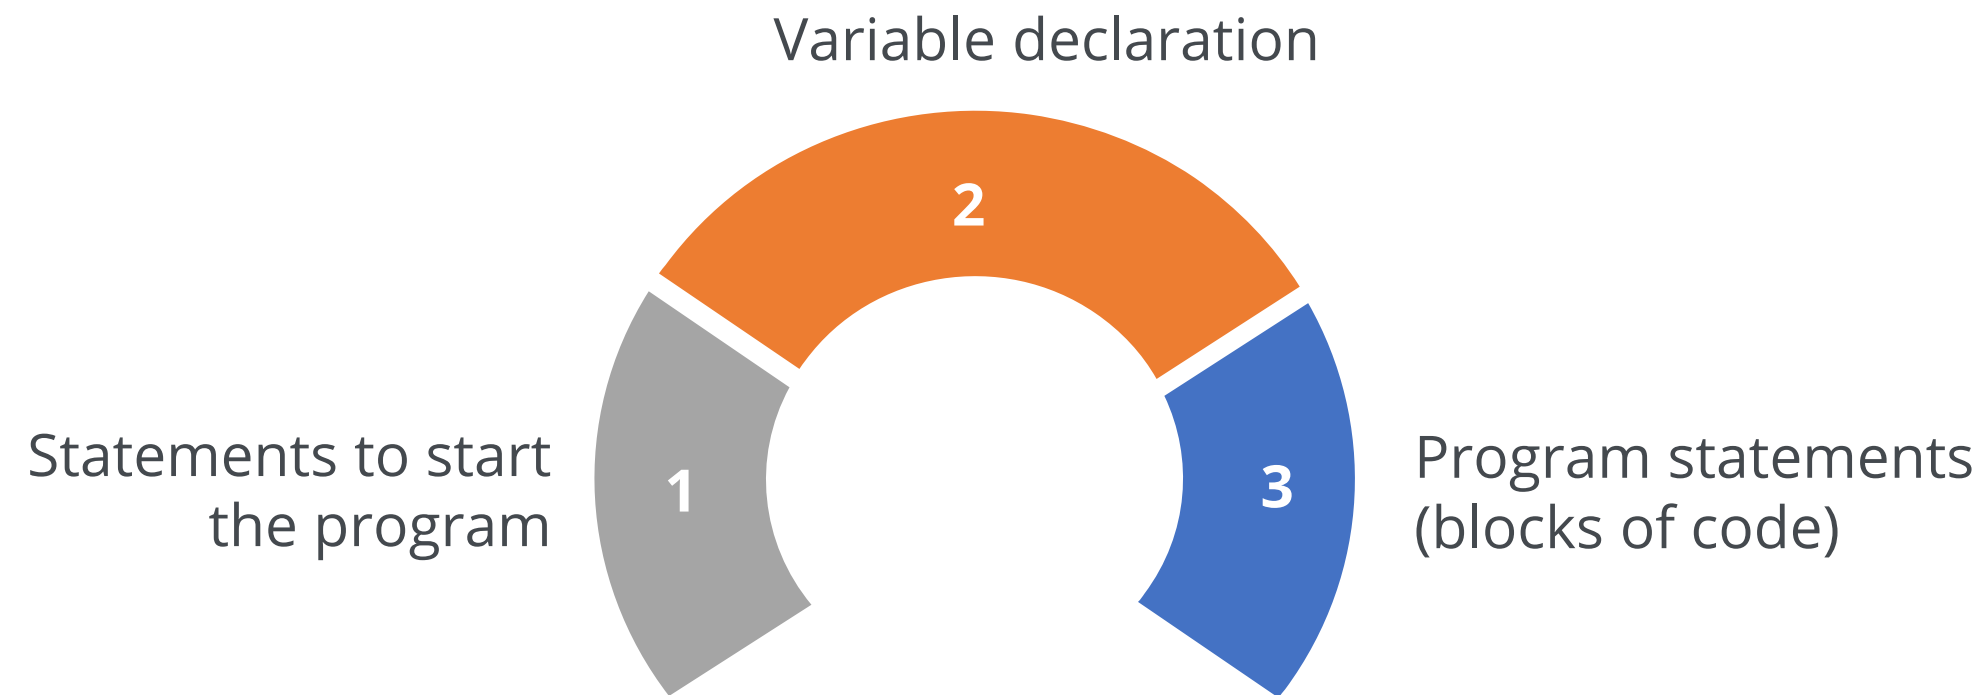 Variable declaration
2
Statements to start
the program
1
3
Program statements
(blocks of code)